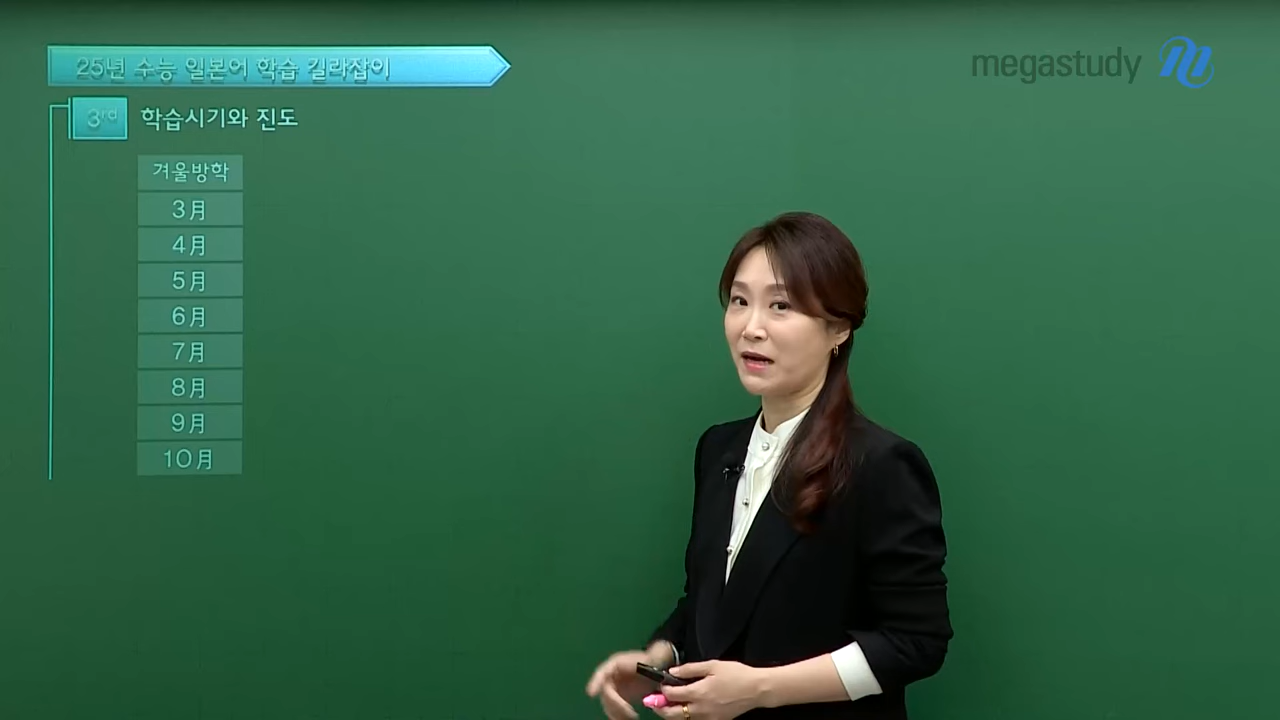 25년 수능 일본어 학습 길라잡이
megastudy
3rd 학습시기와 진도
겨울방학
3月
4月
5月
6月
7月
8月
9月
10月